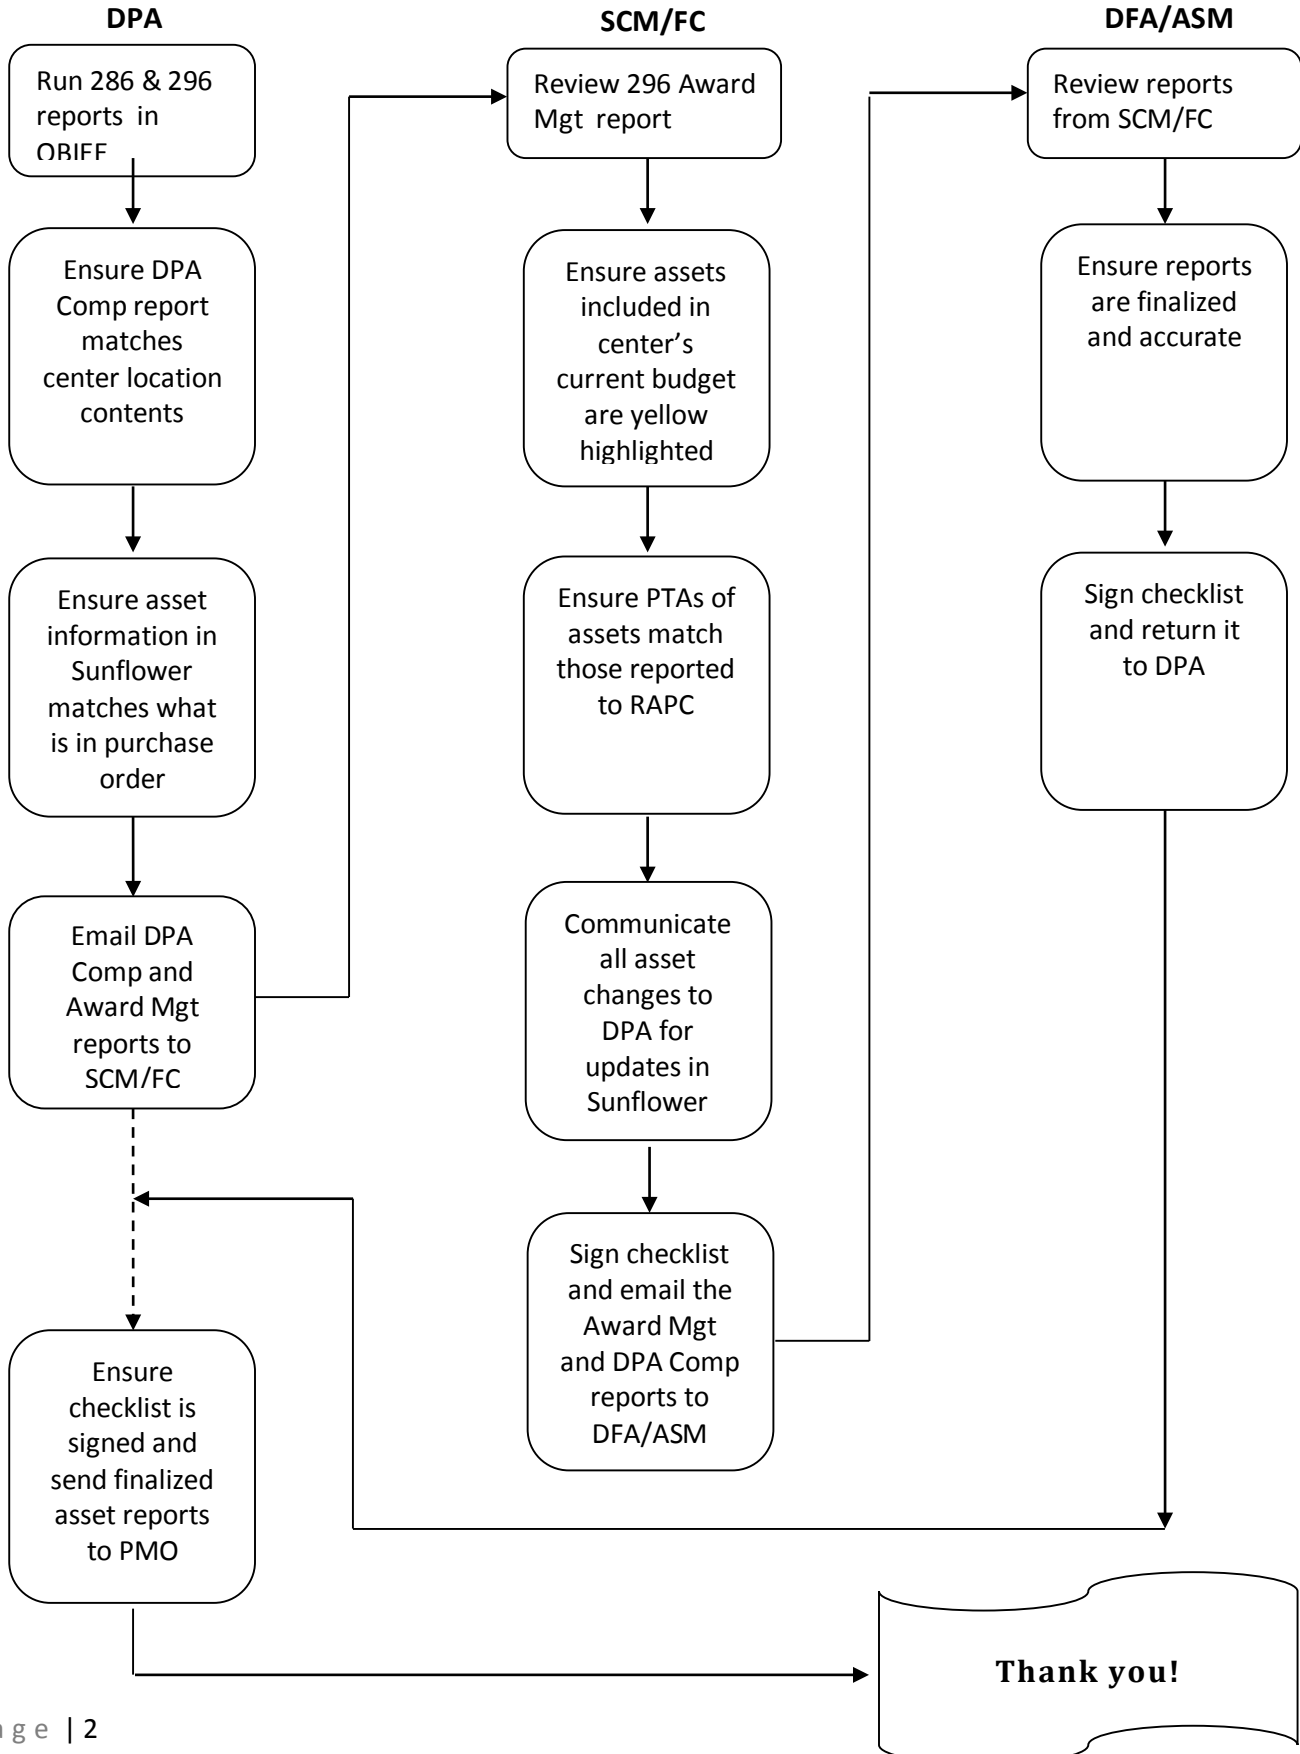 DPA
Run 286 & 296
reports in
OBIEE
Ensure DPA
Comp report
matches
center location
contents
Ensure asset
information in
Sunflower
matches what
is in purchase
order
Email DPA
Comp and
Award Mgt
reports to
SCM/FC
Ensure
checklist is
signed and
send finalized
asset reports
to PMO
SCM/FC
Review 296 Award
Mgt report
Ensure assets
included in
center’s
current budget
are yellow
highlighted
Ensure PTAs of
assets match
those reported
to RAPC
Communicate
all asset
changes to
DPA for
updates in
Sunflower
Sign checklist
and email the
Award Mgt
and DPA Comp
reports to
DFA/ASM
DFA/ASM
Review reports
from SCM/FC
Ensure reports
are finalized
and accurate
Sign checklist
and return it
to DPA
Thank you!
age | 2